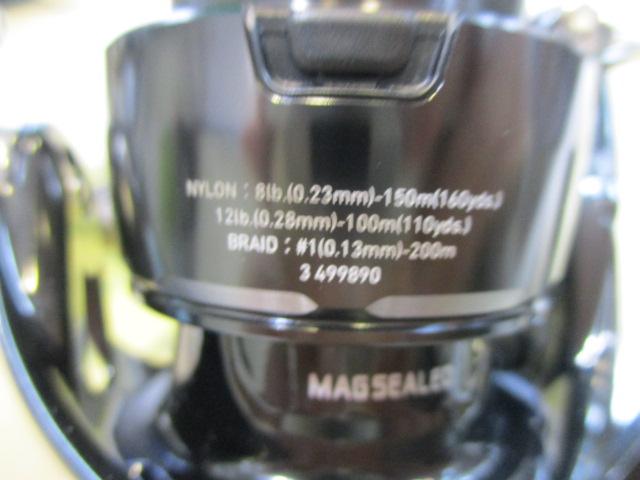 NYLON : 8lb.(0.23mm)-150m(160yds.)
12lb.(0.28mm)-100m(110yds.)
BRAID : #1(0.13mm)-200m
3 499890
MAGSEALED